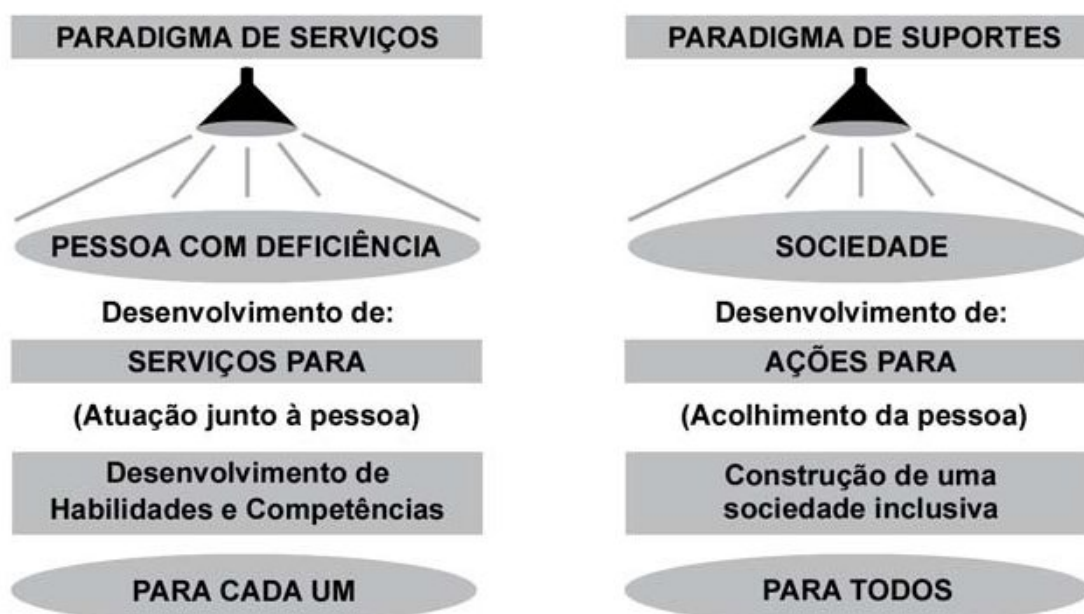 PARADIGMA DE SERVIÇOS
PESSOA COM DEFICIÊNCIA
Desenvolvimento de:
SERVIÇOS PARA
(Atuação junto à pessoa)
Desenvolvimento de
Habilidades e Competências
PARA CADA UM
PARADIGMA DE SUPORTES
SOCIEDADE
Desenvolvimento de:
AÇÕES PARA
(Acolhimento da pessoa)
Construção de uma
sociedade inclusiva
PARA TODOS